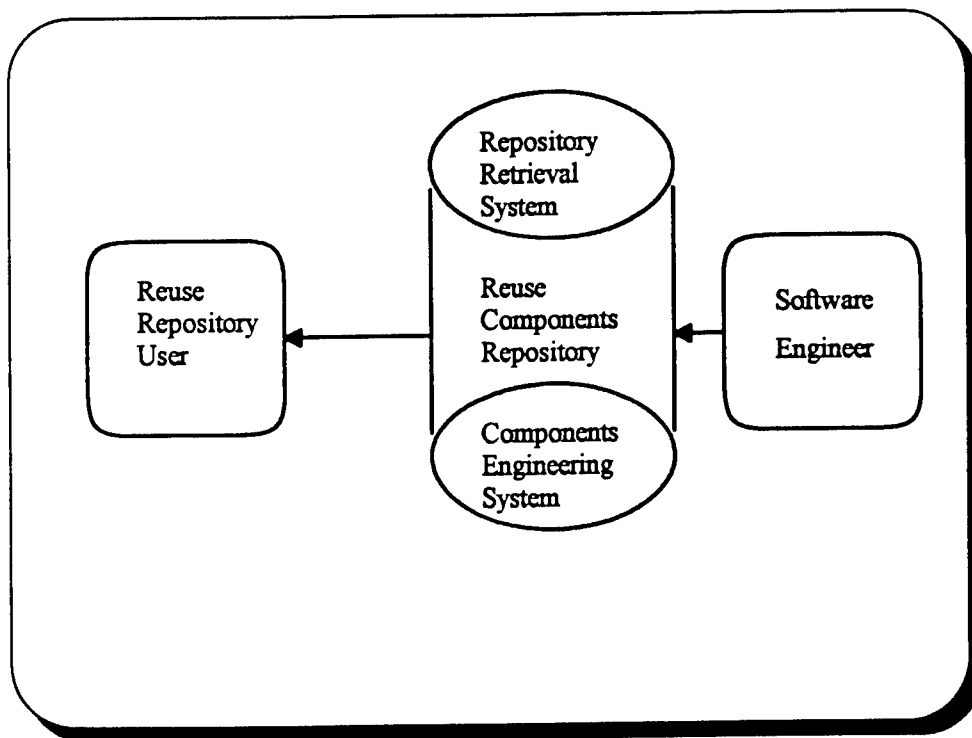 Repository
Retrieval
System
Reuse
Repository
User
Reuse
Components
Repository
Software
Engineer
Components
Engineering
System